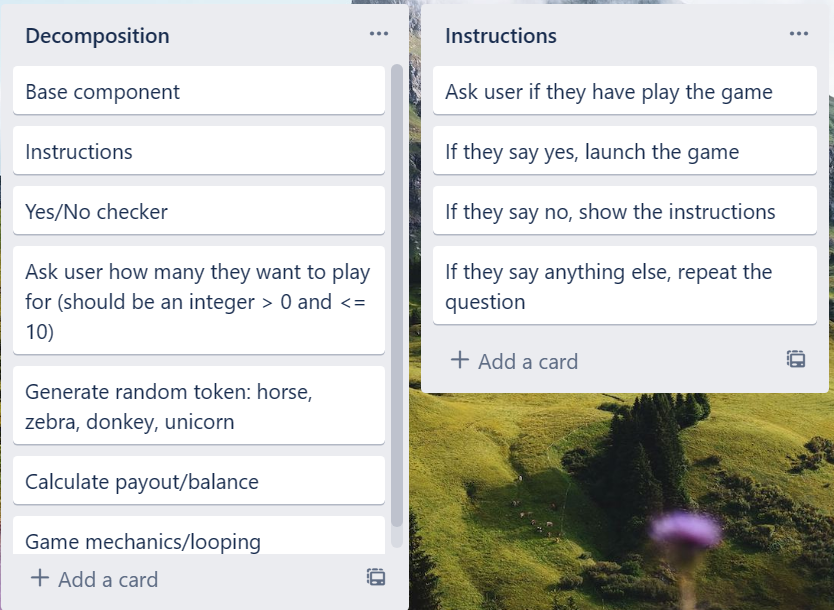 Decomposition
Base component
Instructions
Yes/No checker
Ask user how many they want to play
for (should be an integer > 0 and <=
10)
Generate random token: horse,
zebra, donkey, unicorn
Calculate payout/balance
Game mechanics/looping
+ Add a card
Instructions
Ask user if they have play the game
If they say yes, launch the game
If they say no, show the instructions
If they say anything else, repeat the
question
+ Add a card